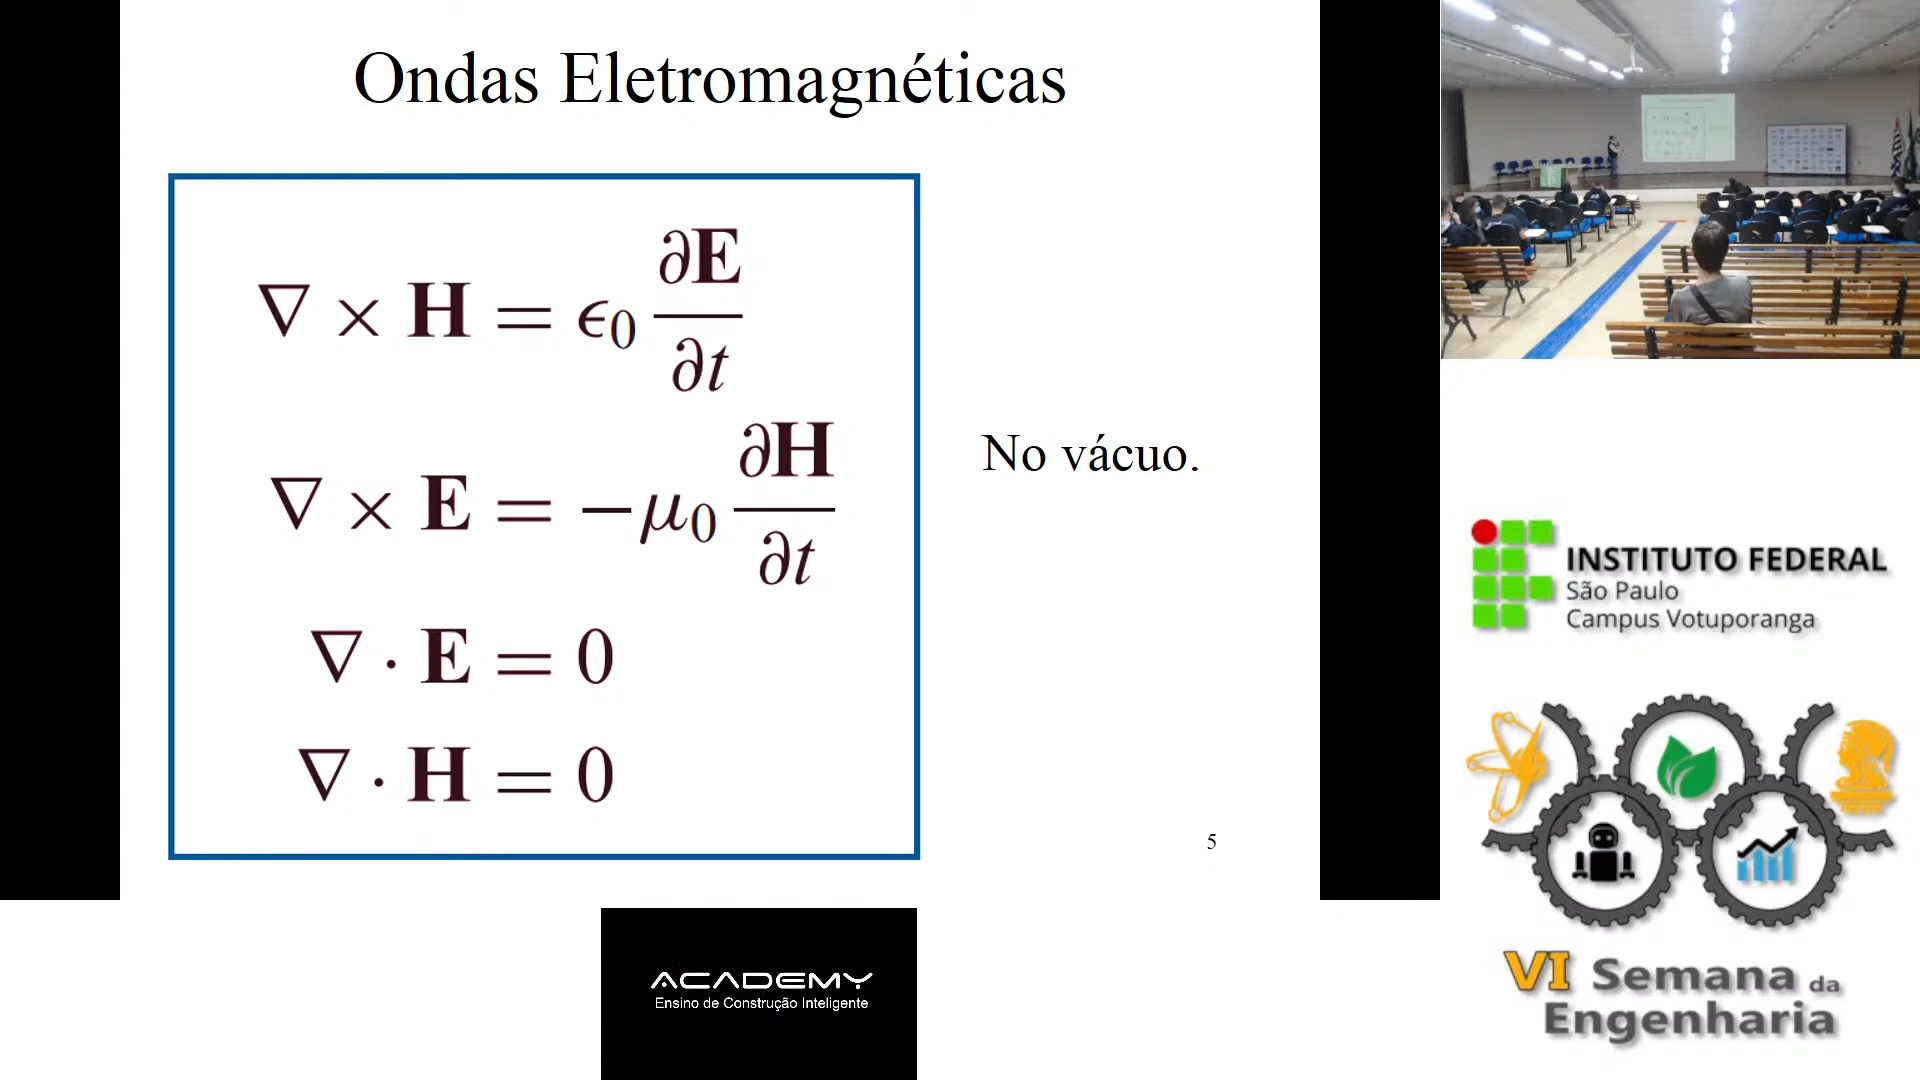 Ondas Eletromagnéticas
∇ × H = ϵ₀ ∂E/∂t
∇ × E = −μ₀ ∂H/∂t
∇ · E = 0
∇ · H = 0
No vácuo.
5
ACADEMY
Ensino de Construção Inteligente
INSTITUTO FEDERAL
São Paulo
Campus Votuporanga
VI Semana da
Engenharia